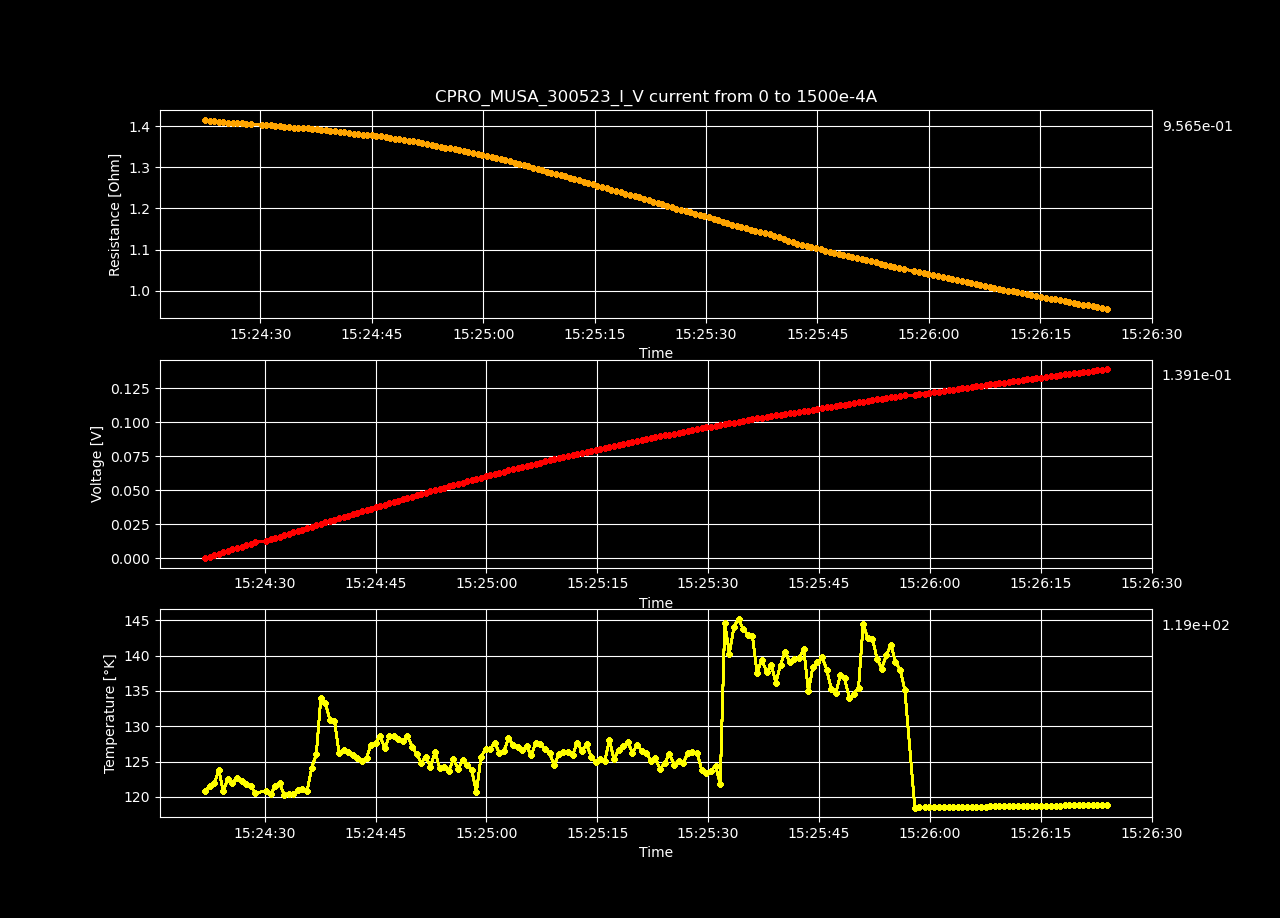 CPRO_MUSA_300523_I_V current from 0 to 1500e-4A
Resistance [Ohm]
1.4
1.3
1.2
1.1
1.0
9.565e-01
15:24:30 15:24:45 15:25:00 15:25:15 15:25:30 15:25:45 15:26:00 15:26:15 15:26:30
Time
Voltage [V]
0.125
0.100
0.075
0.050
0.025
0.000
1.391e-01
15:24:30 15:24:45 15:25:00 15:25:15 15:25:30 15:25:45 15:26:00 15:26:15 15:26:30
Time
Temperature [°K]
145
140
135
130
125
120
1.19e+02
15:24:30 15:24:45 15:25:00 15:25:15 15:25:30 15:25:45 15:26:00 15:26:15 15:26:30
Time